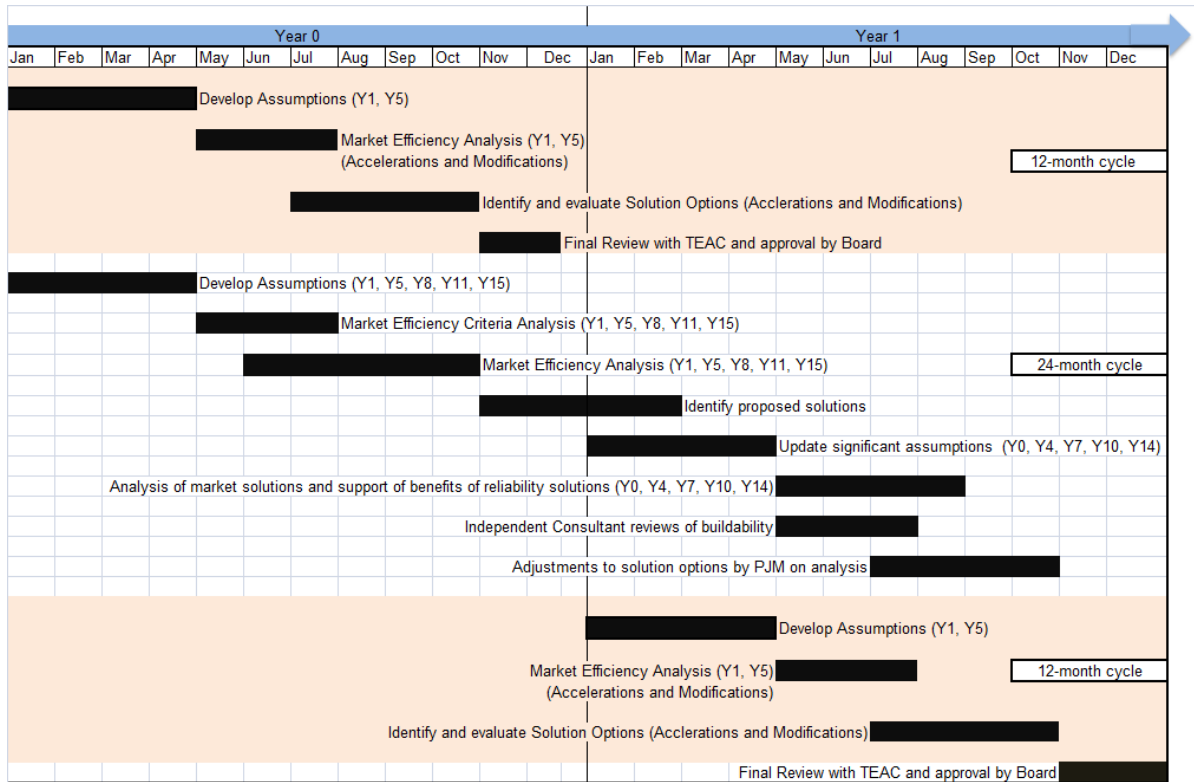 Year 0 Year 1
Jan Feb Mar Apr May Jun Jul Aug Sep Oct Nov Dec Jan Feb Mar Apr May Jun Jul Aug Sep Oct Nov Dec
Develop Assumptions (Y1, Y5)
Market Efficiency Analysis (Y1, Y5)
(Accelerations and Modifications)
12-month cycle
Identify and evaluate Solution Options (Acclerations and Modifications)
Final Review with TEAC and approval by Board
Develop Assumptions (Y1, Y5, Y8, Y11, Y15)
Market Efficiency Criteria Analysis (Y1, Y5, Y8, Y11, Y15)
Market Efficiency Analysis (Y1, Y5, Y8, Y11, Y15)
24-month cycle
Identify proposed solutions
Update significant assumptions (Y0, Y4, Y7, Y10, Y14)
Analysis of market solutions and support of benefits of reliability solutions (Y0, Y4, Y7, Y10, Y14)
Independent Consultant reviews of buildability
Adjustments to solution options by PJM on analysis
Develop Assumptions (Y1, Y5)
Market Efficiency Analysis (Y1, Y5)
(Accelerations and Modifications)
12-month cycle
Identify and evaluate Solution Options (Acclerations and Modifications)
Final Review with TEAC and approval by Board